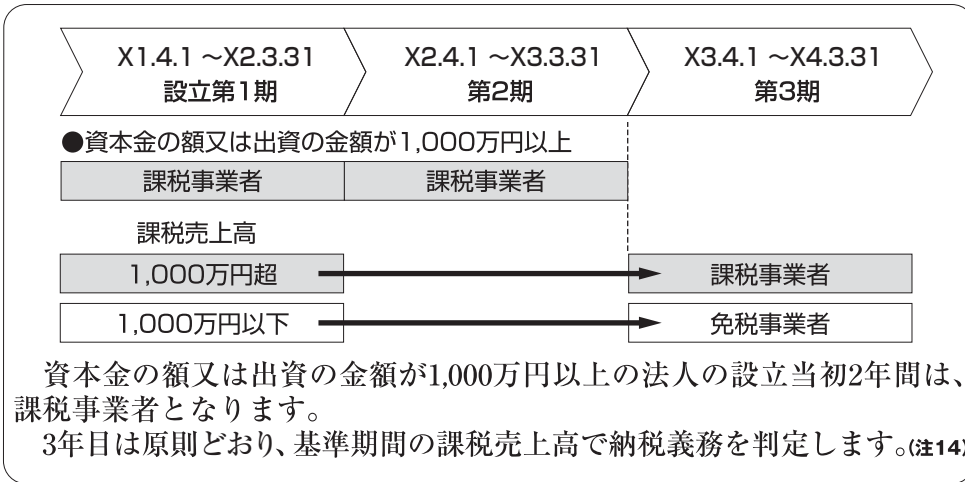 X1.4.1 ～X2.3.31
設立第1期
X2.4.1 ～X3.3.31
第2期
X3.4.1 ～X4.3.31
第3期
●資本金の額又は出資の金額が1,000万円以上
課税事業者
課税事業者
課税売上高
1,000万円超
課税事業者
1,000万円以下
免税事業者
資本金の額又は出資の金額が1,000万円以上の法人の設立当初2年間は、
課税事業者となります。
3年目は原則どおり、基準期間の課税売上高で納税義務を判定します。(注14)